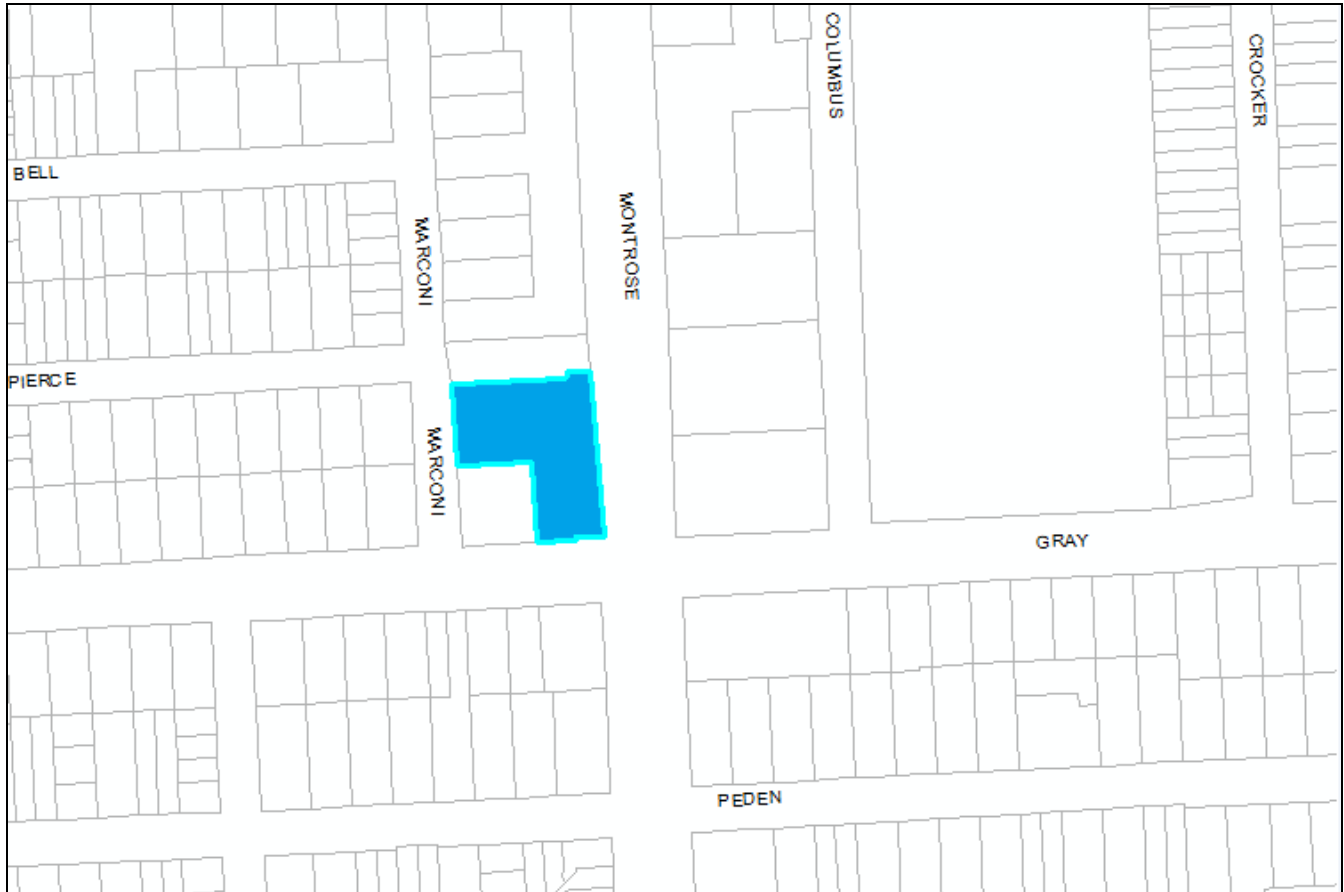 COLUMBUS
CROCKER
BELL
MONTROSE
MARCONI
PIERCE
MARCONI
GRAY
PEDEN